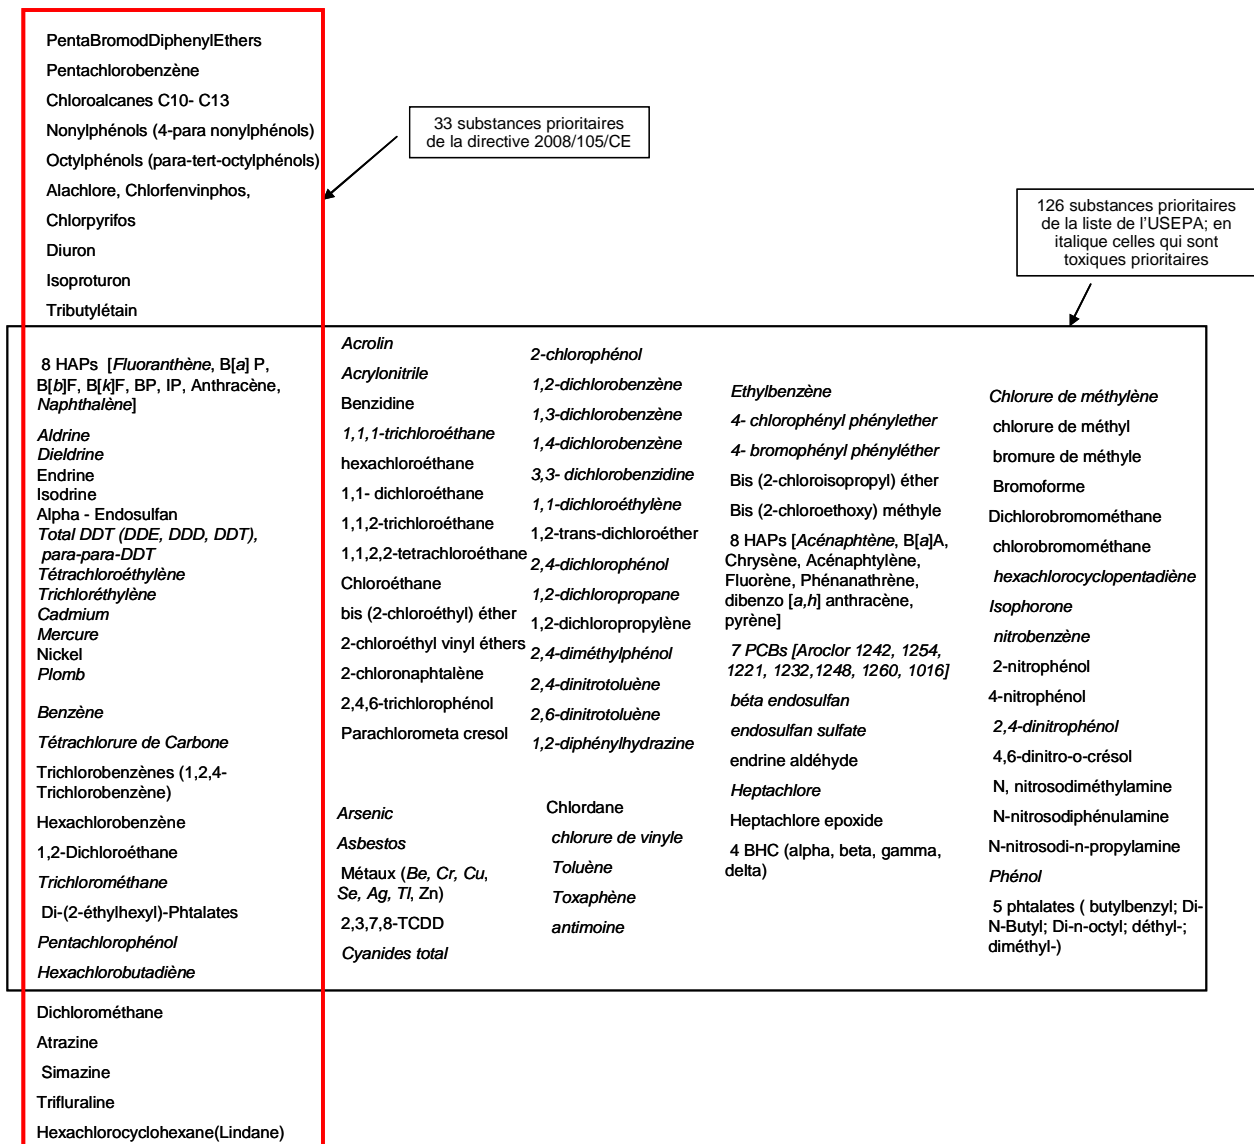 PentaBromodDiphenylEthers
Pentachlorobenzène
Chloroalcanes C10- C13
Nonylphénols (4-para nonylphénols)
Octylphénols (para-tert-octylphénols)
Alachlore, Chlorfenvinphos,
Chlorpyrifos
Diuron
Isoproturon
Tributylétain
33 substances prioritaires
de la directive 2008/105/CE
126 substances prioritaires
de la liste de l'USEPA; en
italique celles qui sont
toxiques prioritaires
8 HAPs [Fluoranthène, B[a] P,
B[b]F, B[k]F, BP, IP, Anthracène,
Naphthalène]
Aldrine
Dieldrine
Endrine
Isodrine
Alpha - Endosulfan
Total DDT (DDE, DDD, DDT),
para-para-DDT
Tétrachloroéthylène
Trichloréthylène
Cadmium
Mercure
Nickel
Plomb
Benzène
Tétrachlorure de Carbone
Trichlorobenzènes (1,2,4-
Trichlorobenzène)
Hexachlorobenzène
1,2-Dichloroéthane
Trichlorométhane
Di-(2-éthylhexyl)-Phtalates
Pentachlorophénol
Hexachlorobutadiène
Acrolin
Acrylonitrile
Benzidine
1,1,1-trichloroéthane
hexachloroéthane
1,1- dichloroéthane
1,1,2-trichloroéthane
1,1,2,2-tetrachloroéthane
Chloroéthane
bis (2-chloroéthyl) éther
2-chloroéthyl vinyl éthers
2-chloronaphtalène
2,4,6-trichlorophénol
Parachlorometa cresol
Arsenic
Asbestos
Métaux (Be, Cr, Cu,
Se, Ag, Tl, Zn)
2,3,7,8-TCDD
Cyanides total
2-chlorophénol
1,2-dichlorobenzène
1,3-dichlorobenzène
1,4-dichlorobenzène
3,3- dichlorobenzidine
1,1-dichloroéthylène
1,2-trans-dichloroéther
2,4-dichlorophénol
1,2-dichloropropane
1,2-dichloropropylène
2,4-diméthylphénol
2,4-dinitrotoluène
2,6-dinitrotoluène
1,2-diphénylhydrazine
Chlordane
chlorure de vinyle
Toluène
Toxaphène
antimoine
Ethylbenzène
4- chlorophényl phénylether
4- bromophényl phényléther
Bis (2-chloroisopropyl) éther
Bis (2-chloroethoxy) méthyle
8 HAPs [Acénaphtène, B[a]A,
Chrysène, Acénaphtylène,
Fluorène, Phénanathrène,
dibenzo [a,h] anthracène,
pyrène]
7 PCBs [Aroclor 1242, 1254,
1221, 1232,1248, 1260, 1016]
béta endosulfan
endosulfan sulfate
endrine aldéhyde
Heptachlore
Heptachlore epoxide
4 BHC (alpha, beta, gamma,
delta)
Chlorure de méthylène
chlorure de méthyl
bromure de méthyle
Bromoforme
Dichlorobromométhane
chlorobromométhane
hexachlorocyclopentadiène
Isophorone
nitrobenzène
2-nitrophénol
4-nitrophénol
2,4-dinitrophénol
4,6-dinitro-o-crésol
N, nitrosodiméthylamine
N-nitrosodiphénulamine
N-nitrosodi-n-propylamine
Phénol
5 phtalates ( butylbenzyl; Di-
N-Butyl; Di-n-octyl; déthyl-;
diméthyl-)
Dichlorométhane
Atrazine
Simazine
Trifluraline
Hexachlorocyclohexane(Lindane)